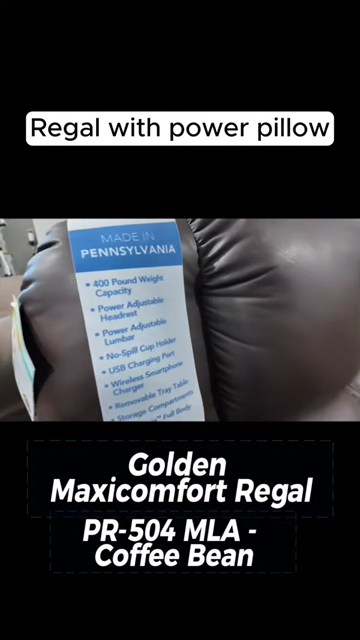 Regal with power pillow
MADE IN
PENNSYLVANIA
• 400 Pound Weight
Capacity
• Power Adjustable
Headrest
• Power Adjustable
Lumbar
• No-Spill Cup Holder
• USB Charging Port
• Wireless Smartphone
Charger
• Removable Tray Table
• Storage Compartments
Full Body
Golden
Maxicomfort Regal
PR-504 MLA -
Coffee Bean